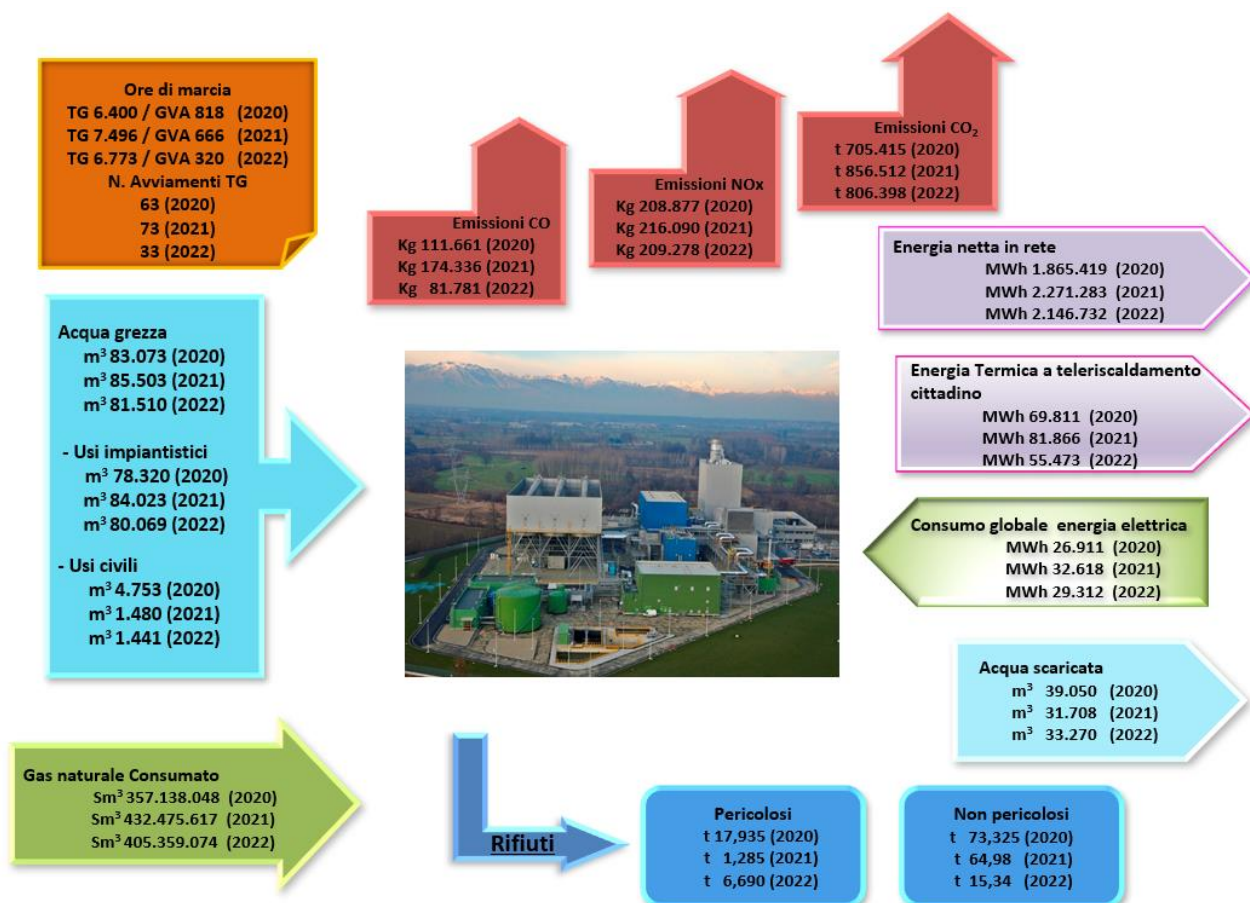 Ore di marcia
TG 6.400 / GVA 818 (2020)
TG 7.496 / GVA 666 (2021)
TG 6.773 / GVA 320 (2022)
N. Avviamenti TG
63 (2020)
73 (2021)
33 (2022)
Emissioni CO
Kg 111.661 (2020)
Kg 174.336 (2021)
Kg 81.781 (2022)
Emissioni NOx
Kg 208.877 (2020)
Kg 216.090 (2021)
Kg 209.278 (2022)
Emissioni CO₂
t 705.415 (2020)
t 856.512 (2021)
t 806.398 (2022)
Energia netta in rete
MWh 1.865.419 (2020)
MWh 2.271.283 (2021)
MWh 2.146.732 (2022)
Acqua grezza
m³ 83.073 (2020)
m³ 85.503 (2021)
m³ 81.510 (2022)
- Usi impiantistici
m³ 78.320 (2020)
m³ 84.023 (2021)
m³ 80.069 (2022)
- Usi civili
m³ 4.753 (2020)
m³ 1.480 (2021)
m³ 1.441 (2022)
Energia Termica a teleriscaldamento
cittadino
MWh 69.811 (2020)
MWh 81.866 (2021)
MWh 55.473 (2022)
Consumo globale energia elettrica
MWh 26.911 (2020)
MWh 32.618 (2021)
MWh 29.312 (2022)
Acqua scaricata
m³ 39.050 (2020)
m³ 31.708 (2021)
m³ 33.270 (2022)
Gas naturale Consumato
Sm³ 357.138.048 (2020)
Sm³ 432.475.617 (2021)
Sm³ 405.359.074 (2022)
Rifiuti
Pericolosi
t 17,935 (2020)
t 1,285 (2021)
t 6,690 (2022)
Non pericolosi
t 73,325 (2020)
t 64,98 (2021)
t 15,34 (2022)